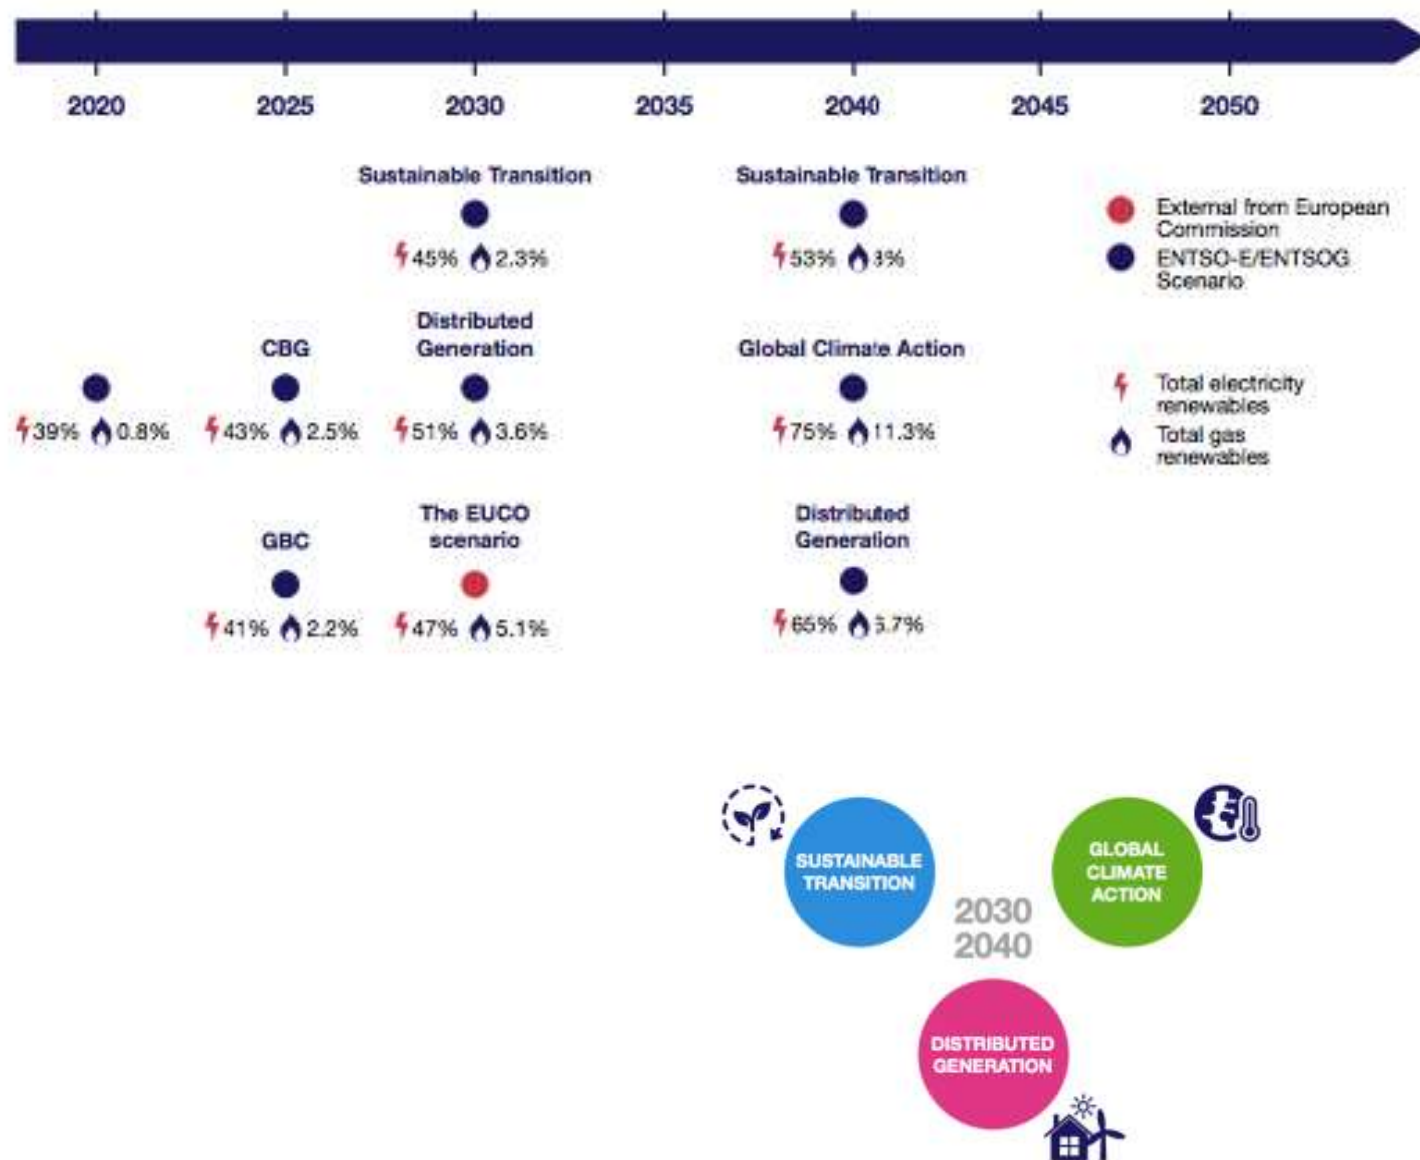 2020 2025 2030 2035 2040 2045 2050
Sustainable Transition
45% 2.3%
Sustainable Transition
53%
External from European
Commission
ENTSO-E/ENTSOG
Scenario
39% 0.8%
CBG
43% 2.5%
Distributed
Generation
51% 3.6%
Global Climate Action
75% 11.3%
Total electricity
renewables
Total gas
renewables
GBC
41% 2.2%
The EUCO
scenario
47% 5.1%
Distributed
Generation
65%
SUSTAINABLE
TRANSITION
2030
2040
GLOBAL
CLIMATE
ACTION
DISTRIBUTED
GENERATION